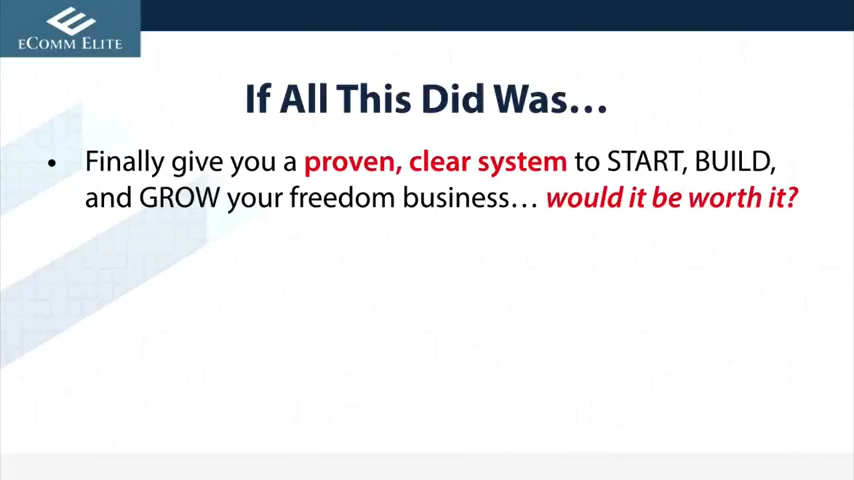 eCOMM ELITE
If All This Did Was...
• Finally give you a proven, clear system to START, BUILD,
and GROW your freedom business... would it be worth it?